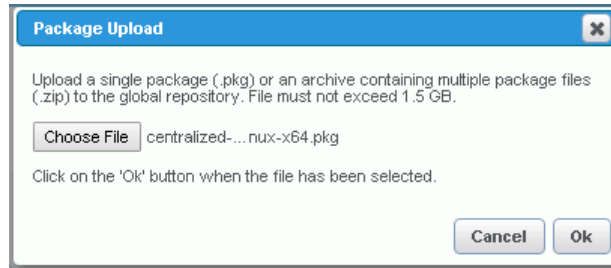 Package Upload
Upload a single package (.pkg) or an archive containing multiple package files
(.zip) to the global repository. File must not exceed 1.5 GB.
Choose File centralized-...nux-x64.pkg
Click on the 'Ok' button when the file has been selected.
Cancel Ok